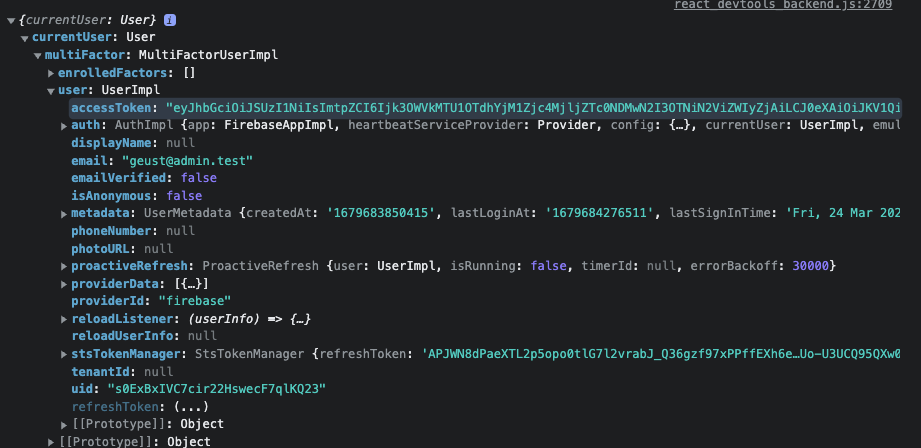 react_devtools_backend.js:2709
▼{currentUser: User} i
▼currentUser: User
▼multiFactor: MultiFactorUserImpl
▶enrolledFactors: []
▼user: UserImpl
accessToken: "eyJhbGciOiJSUzI1NiIsImtpZCI6Ijk3OWVkMTU1OTdhYjM1Zjc4MjljZTc0NDMwN2I3OTNiN2ViZWIyZjAiLCJ0eXAiOiJKV1Qi
▶auth: AuthImpl {app: FirebaseAppImpl, heartbeatServiceProvider: Provider, config: {…}, currentUser: UserImpl, emul
displayName: null
email: "geust@admin.test"
emailVerified: false
isAnonymous: false
▶metadata: UserMetadata {createdAt: '1679683850415', lastLoginAt: '1679684276511', lastSignInTime: 'Fri, 24 Mar 202
phoneNumber: null
photoURL: null
▶proactiveRefresh: ProactiveRefresh {user: UserImpl, isRunning: false, timerId: null, errorBackoff: 30000}
▶providerData: [{…}]
providerId: "firebase"
▶reloadListener: (userInfo) => {…}
reloadUserInfo: null
▶stsTokenManager: StsTokenManager {refreshToken: 'APJWN8dPaeXTL2p5opo0tlG7l2vrabJ_Q36gzf97xPPffEXh6e…Uo-U3UCQ95QXw0
tenantId: null
uid: "s0ExBxIVC7cir22HswecF7qlKQ23"
refreshToken: (...)
▶[[Prototype]]: Object
▶[[Prototype]]: Object